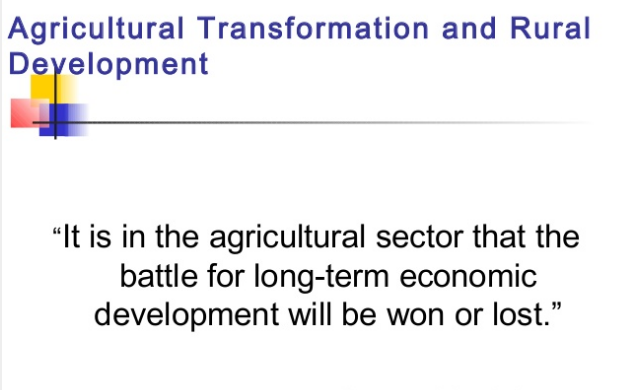 Agricultural Transformation and Rural
Development
“It is in the agricultural sector that the
battle for long-term economic
development will be won or lost.”